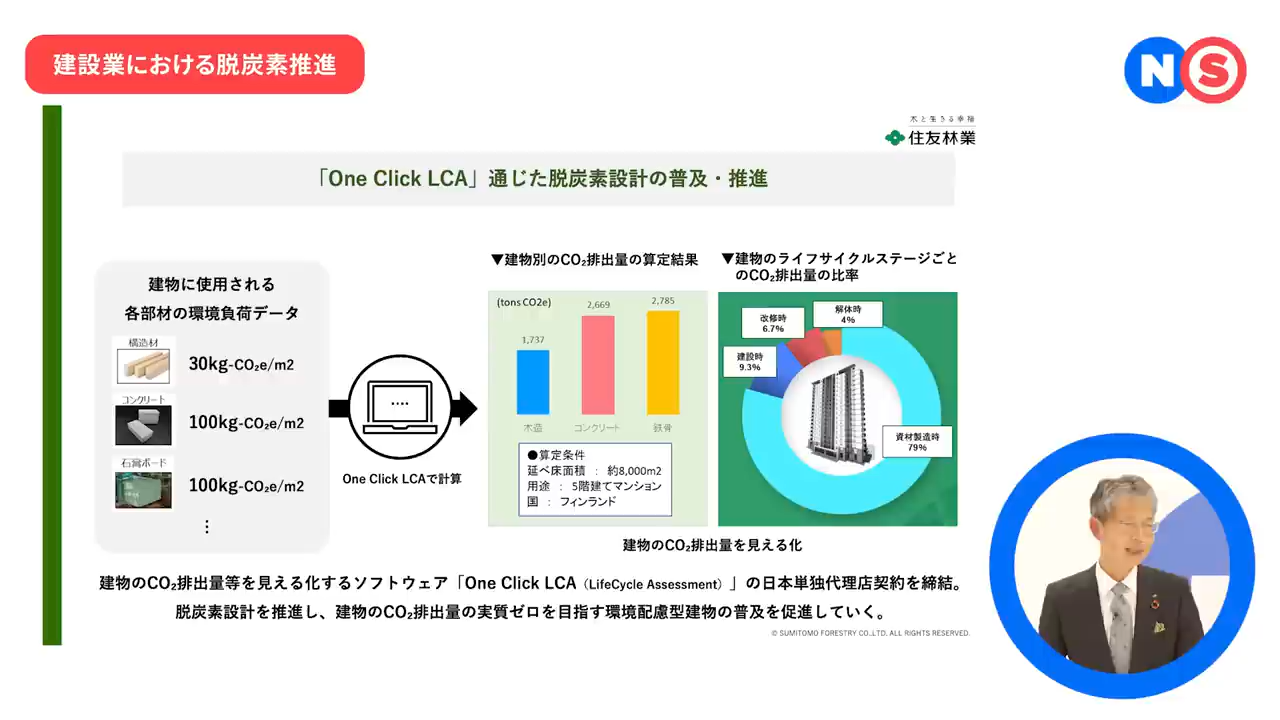 建設業における脱炭素推進
NS
木と生きる幸福
住友林業
「One Click LCA」通じた脱炭素設計の普及・推進
建物に使用される
各部材の環境負荷データ
構造材
30kg-CO₂e/m2
コンクリート
100kg-CO₂e/m2
石膏ボード
100kg-CO₂e/m2
One Click LCAで計算
▼建物別のCO₂排出量の算定結果
(tons CO2e)
1,737
2,669
2,785
木造
コンクリート
鉄骨
●算定条件
延べ床面積 : 約8,000m2
用途 : 5階建てマンション
国 : フィンランド
▼建物のライフサイクルステージごと
のCO₂排出量の比率
解体時
4%
改修時
6.7%
建設時
9.3%
資材製造時
79%
建物のCO₂排出量を見える化
建物のCO₂排出量等を見える化するソフトウェア「One Click LCA（LifeCycle Assessment）」の日本単独代理店契約を締結。
脱炭素設計を推進し、建物のCO₂排出量の実質ゼロを目指す環境配慮型建物の普及を促進していく。
© SUMITOMO FORESTRY CO.,LTD. ALL RIGHTS RESERVED.